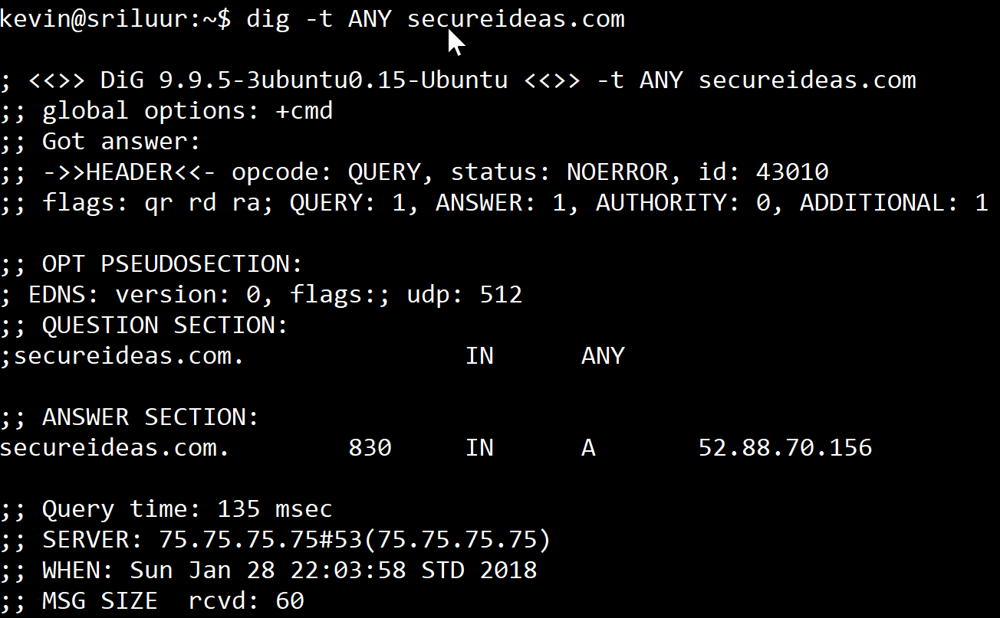 kevin@sriluur:~$ dig -t ANY secureideas.com
; <<>> DiG 9.9.5-3ubuntu0.15-Ubuntu <<>> -t ANY secureideas.com
;; global options: +cmd
;; Got answer:
;; ->>HEADER<<- opcode: QUERY, status: NOERROR, id: 43010
;; flags: qr rd ra; QUERY: 1, ANSWER: 1, AUTHORITY: 0, ADDITIONAL: 1
;; OPT PSEUDOSECTION:
; EDNS: version: 0, flags:; udp: 512
;; QUESTION SECTION:
;secureideas.com. IN ANY
;; ANSWER SECTION:
secureideas.com. 830 IN A 52.88.70.156
;; Query time: 135 msec
;; SERVER: 75.75.75.75#53(75.75.75.75)
;; WHEN: Sun Jan 28 22:03:58 STD 2018
;; MSG SIZE  rcvd: 60